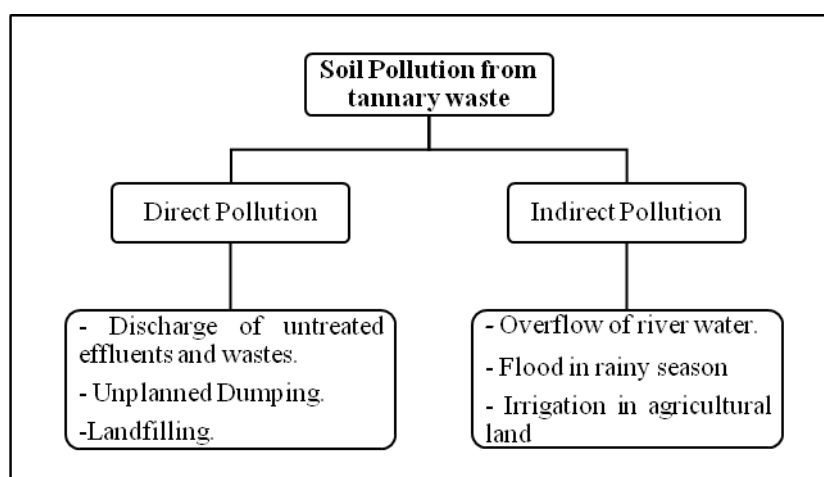 Soil Pollution from
tannary waste
Direct Pollution
Indirect Pollution
- Discharge of untreated
effluents and wastes.
- Unplanned Dumping.
-Landfilling.
- Overflow of river water.
- Flood in rainy season
- Irrigation in agricultural
land